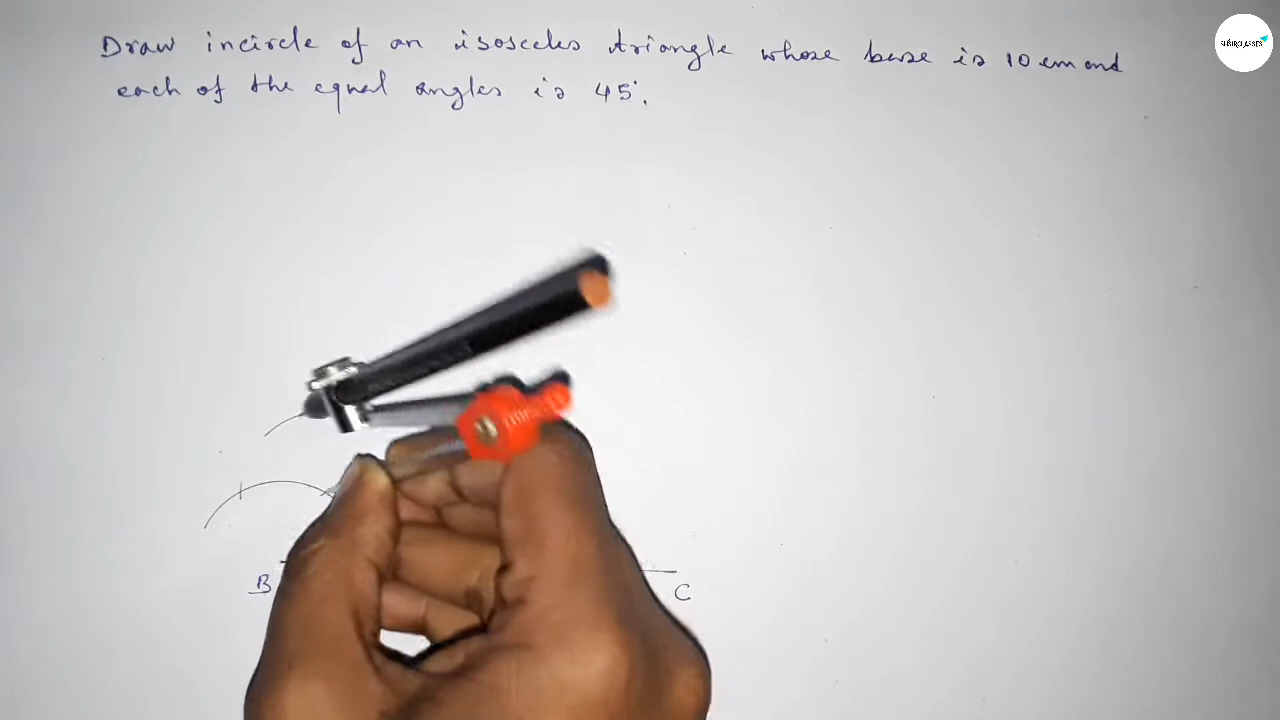 Draw incircle of an isosceles triangle whose base is 10 cm and
each of the equal angles is 45°.
B
C